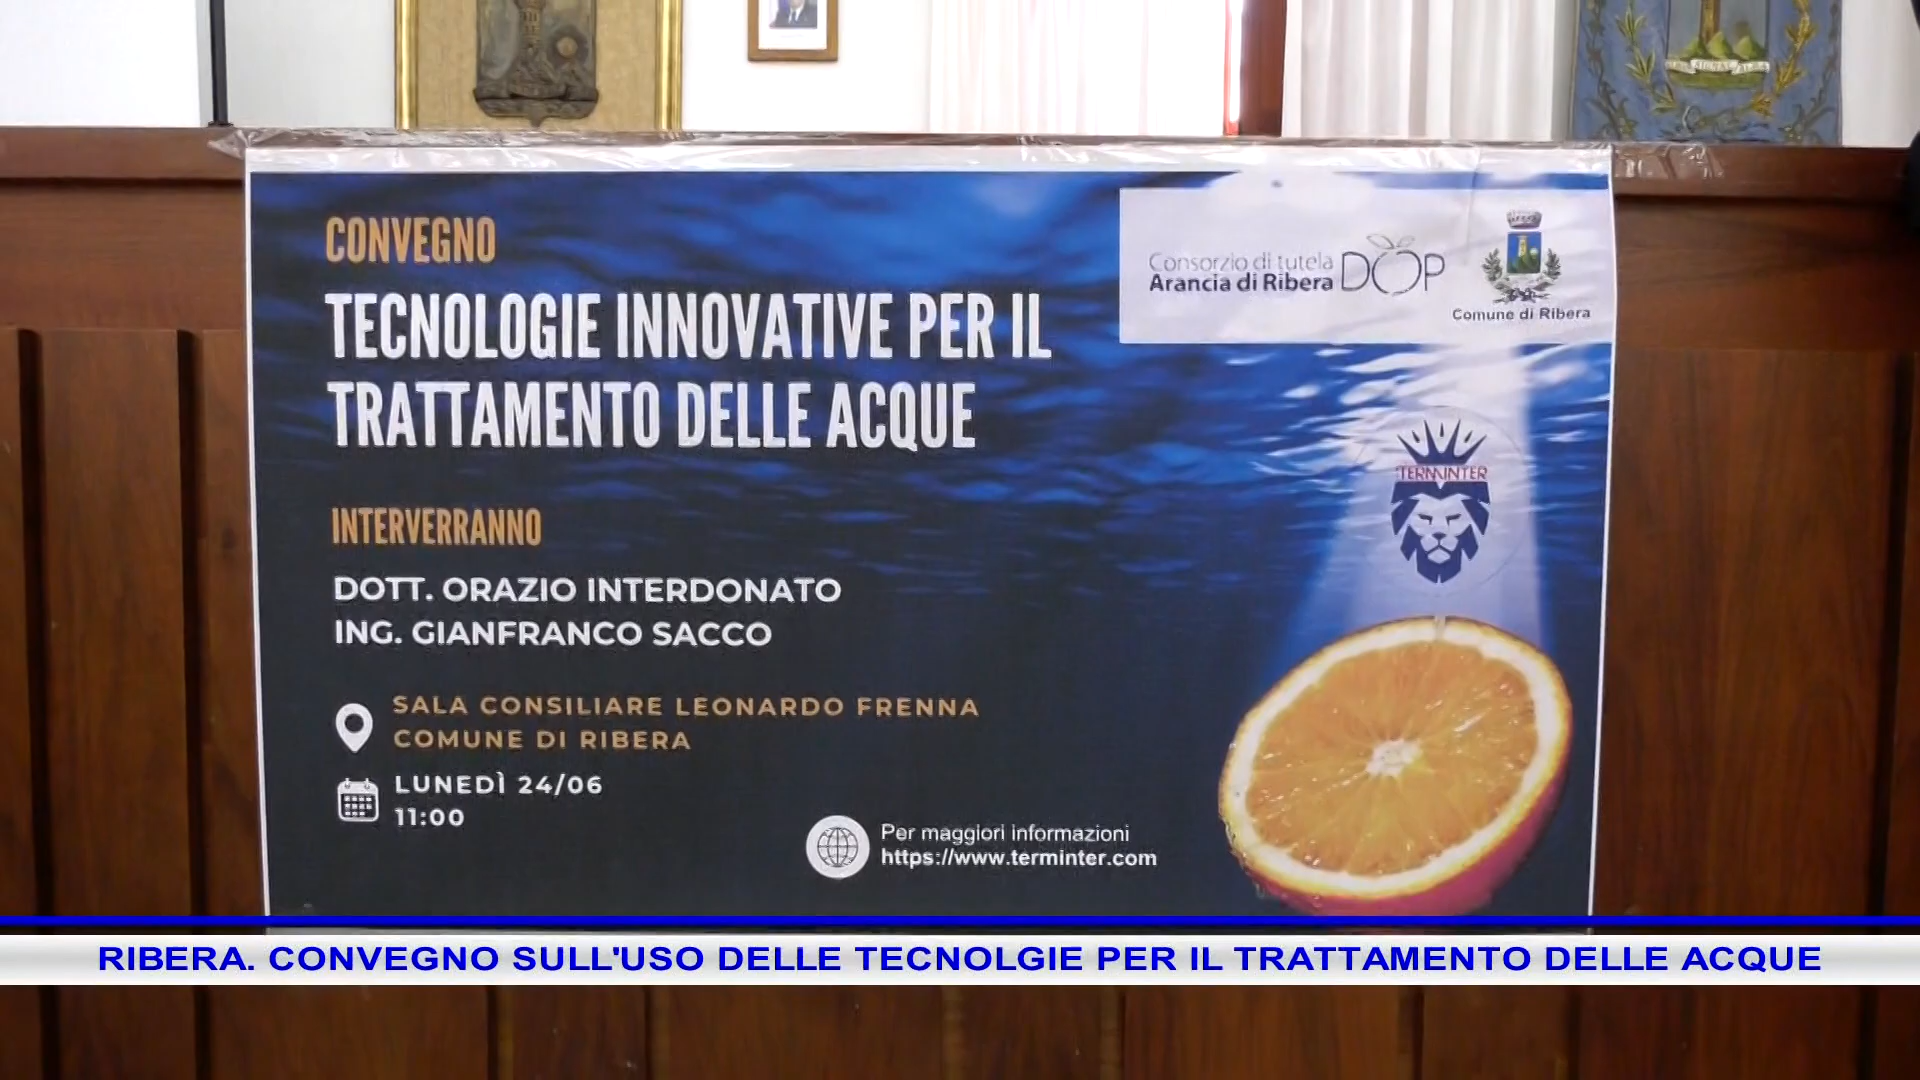 CONVEGNO
TECNOLOGIE INNOVATIVE PER IL
TRATTAMENTO DELLE ACQUE
Consorzio di tutela
Arancia di Ribera
DOP
Comune di Ribera
TERMINTER
INTERVERRANNO
DOTT. ORAZIO INTERDONATO
ING. GIANFRANCO SACCO
SALA CONSILIARE LEONARDO FRENNA
COMUNE DI RIBERA
LUNEDÌ 24/06
11:00
Per maggiori informazioni
https://www.terminter.com
RIBERA. CONVEGNO SULL'USO DELLE TECNOLGIE PER IL TRATTAMENTO DELLE ACQUE